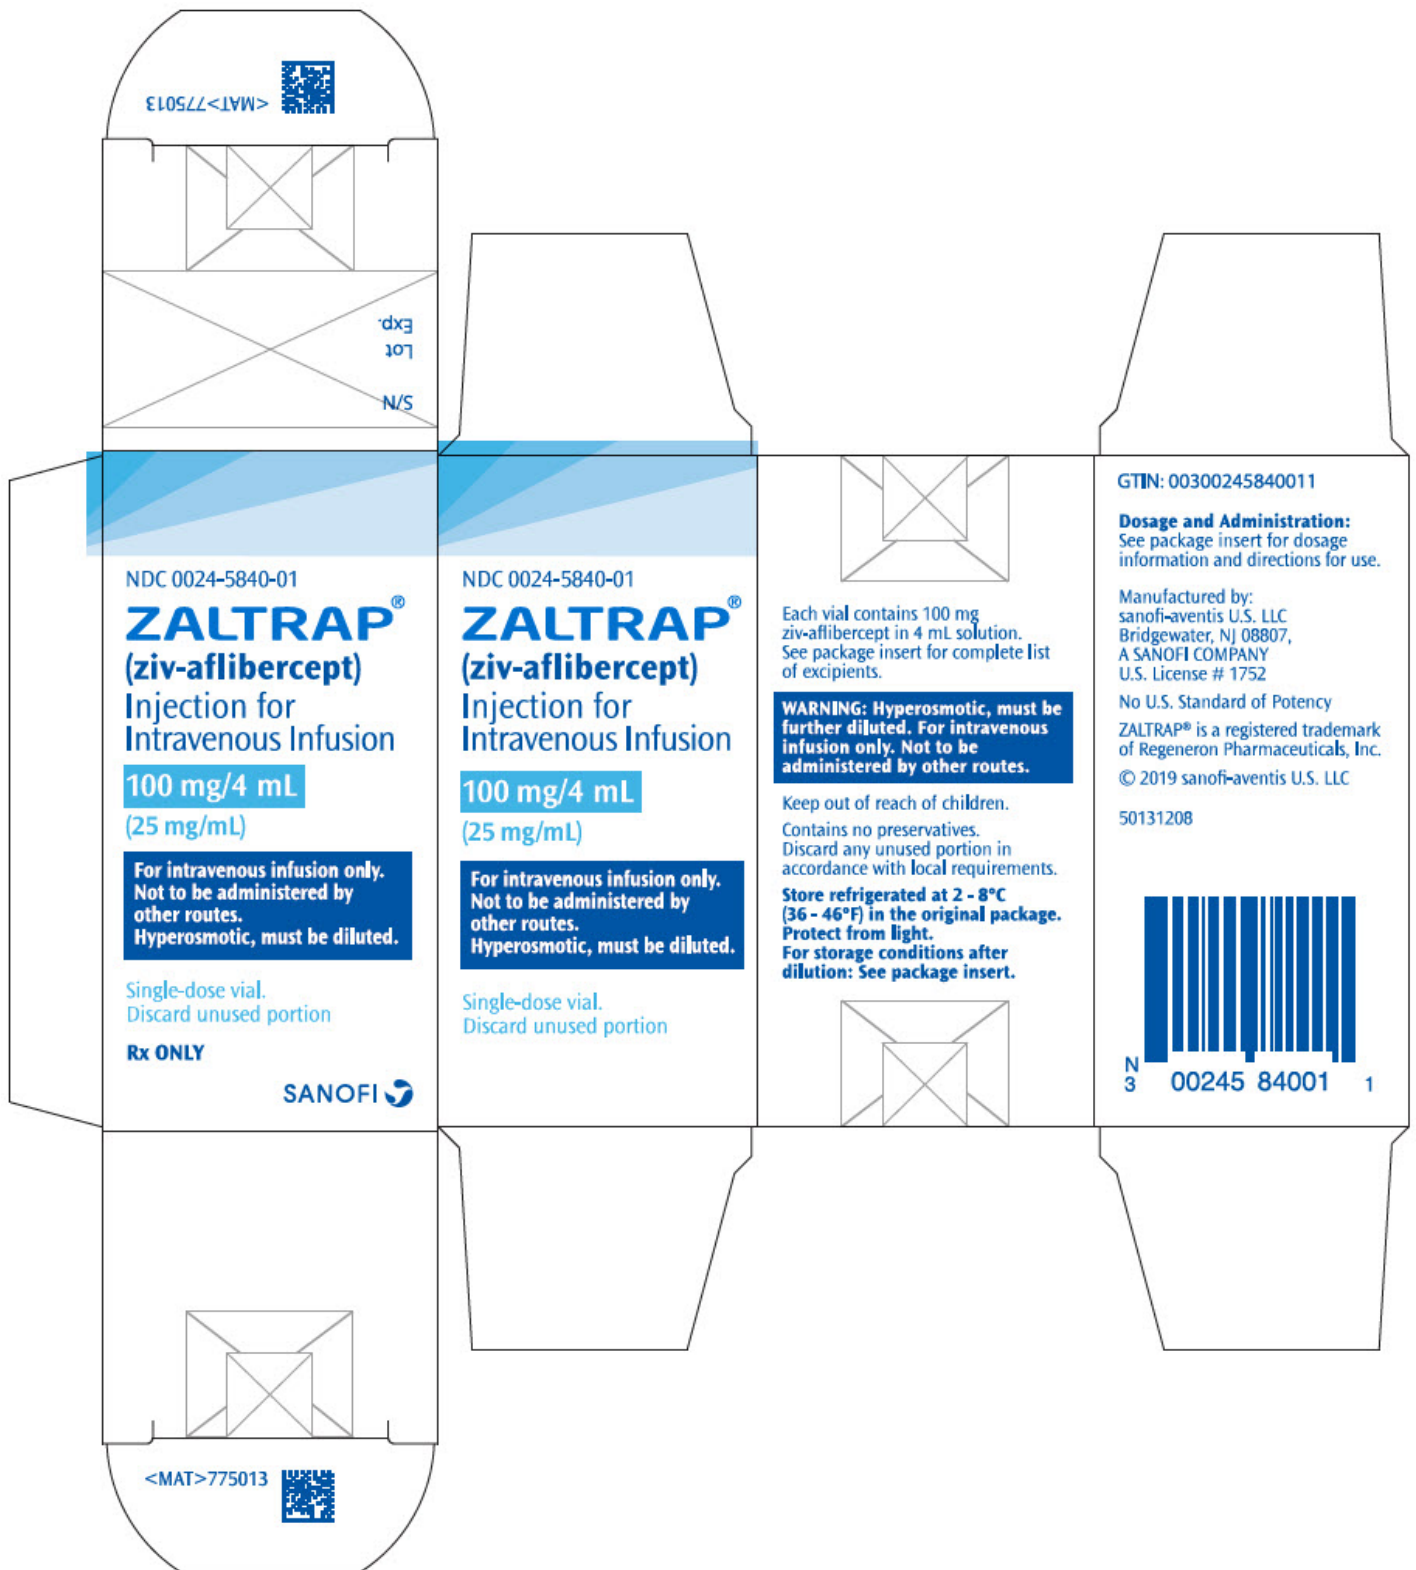 <MAT>775013
Exp.
Lot
S/N
NDC 0024-5840-01
ZALTRAP®
(ziv-aflibercept)
Injection for
Intravenous Infusion
100 mg/4 mL
(25 mg/mL)
For intravenous infusion only.
Not to be administered by
other routes.
Hyperosmotic, must be diluted.
Single-dose vial.
Discard unused portion
Rx ONLY
SANOFI
<MAT>775013
NDC 0024-5840-01
ZALTRAP®
(ziv-aflibercept)
Injection for
Intravenous Infusion
100 mg/4 mL
(25 mg/mL)
For intravenous infusion only.
Not to be administered by
other routes.
Hyperosmotic, must be diluted.
Single-dose vial.
Discard unused portion
Each vial contains 100 mg
ziv-aflibercept in 4 mL solution.
See package insert for complete list
of excipients.
WARNING: Hyperosmotic, must be
further diluted. For intravenous
infusion only. Not to be
administered by other routes.
Keep out of reach of children.
Contains no preservatives.
Discard any unused portion in
accordance with local requirements.
Store refrigerated at 2 - 8°C
(36 - 46°F) in the original package.
Protect from light.
For storage conditions after
dilution: See package insert.
GTIN: 00300245840011
Dosage and Administration:
See package insert for dosage
information and directions for use.
Manufactured by:
sanofi-aventis U.S. LLC
Bridgewater, NJ 08807,
A SANOFI COMPANY
U.S. License # 1752
No U.S. Standard of Potency
ZALTRAP® is a registered trademark
of Regeneron Pharmaceuticals, Inc.
© 2019 sanofi-aventis U.S. LLC
50131208
N
3 00245 84001 1